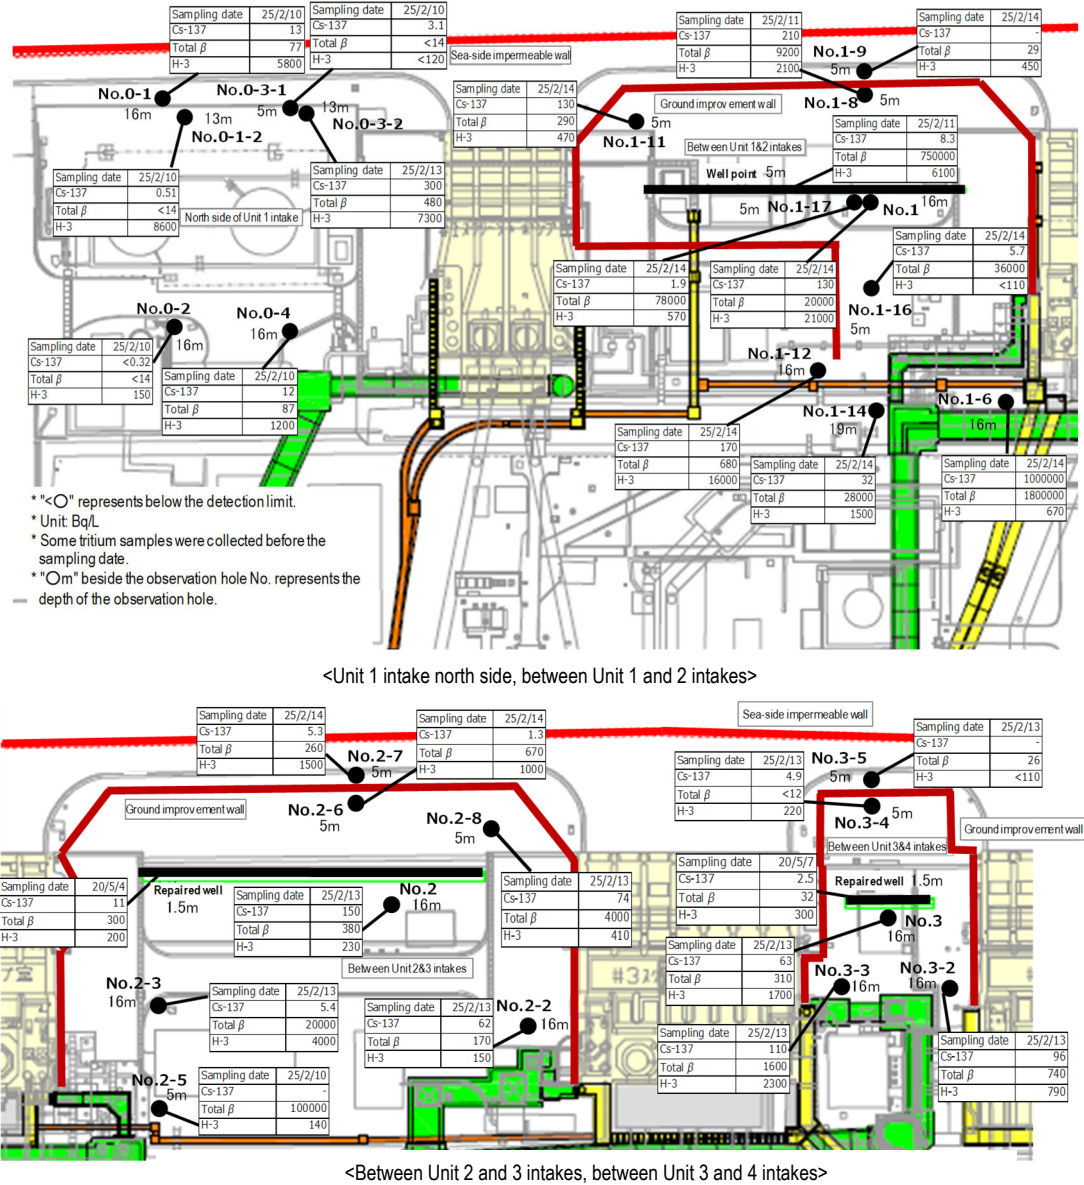 Sampling date 25/2/10
Cs-137 13
Total β 77
H-3 5800
Sampling date 25/2/10
Cs-137 3.1
Total β <14
H-3 <120
Sea-side impermeable wall
Sampling date 25/2/11
Cs-137 210
Total β 9200
H-3 2100
Sampling date 25/2/14
Cs-137 -
Total β 29
H-3 450
No.1-9
5m
No.0-1
16m
No.0-3-1
5m
13m
No.0-3-2
13m
No.0-1-2
Sampling date 25/2/14
Cs-137 130
Total β 290
H-3 470
5m
No.1-11
Ground improvement wall
No.1-8
5m
Sampling date 25/2/11
Cs-137 8.3
Total β 750000
H-3 6100
Between Unit 1&2 intakes
Well point 5m
Sampling date 25/2/10
Cs-137 0.51
Total β <14
H-3 8600
North side of Unit 1 intake
Sampling date 25/2/13
Cs-137 300
Total β 480
H-3 7300
5m No.1-17
No.1
16m
Sampling date 25/2/14
Cs-137 5.7
Total β 36000
H-3 <110
Sampling date 25/2/14
Cs-137 1.9
Total β 78000
H-3 570
Sampling date 25/2/14
Cs-137 130
Total β 20000
H-3 21000
No.1-16
5m
No.0-2
16m
No.0-4
16m
Sampling date 25/2/10
Cs-137 <0.32
Total β <14
H-3 150
Sampling date 25/2/10
Cs-137 12
Total β 87
H-3 1200
No.1-12
16m
No.1-14
19m
No.1-6
16m
Sampling date 25/2/14
Cs-137 170
Total β 680
H-3 16000
Sampling date 25/2/14
Cs-137 32
Total β 28000
H-3 1500
Sampling date 25/2/14
Cs-137 1000000
Total β 1800000
H-3 670
* "<〇" represents below the detection limit.
* Unit: Bq/L
* Some tritium samples were collected before the
sampling date.
* "〇m" beside the observation hole No. represents the
depth of the observation hole.
<Unit 1 intake north side, between Unit 1 and 2 intakes>
Sampling date 25/2/14
Cs-137 5.3
Total β 260
H-3 1500
Sampling date 25/2/14
Cs-137 1.3
Total β 670
H-3 1000
Sea-side impermeable wall
Sampling date 25/2/13
Cs-137 -
Total β 26
H-3 <110
No.2-7
5m
Sampling date 25/2/13
Cs-137 4.9
Total β <12
H-3 220
No.3-5
5m
Ground improvement wall
No.2-6
5m
No.2-8
5m
5m
No.3-4
Ground improvement wall
Between Unit 3&4 intakes
Sampling date 20/5/4
Cs-137 11
Total β 300
H-3 200
Repaired well
1.5m
Sampling date 25/2/13
Cs-137 150
Total β 380
H-3 230
No.2
16m
Sampling date 25/2/13
Cs-137 74
Total β 4000
H-3 410
Sampling date 20/5/7
Cs-137 2.5
Total β 32
H-3 300
Repaired well 1.5m
No.3
16m
Between Unit 2&3 intakes
Sampling date 25/2/13
Cs-137 63
Total β 310
H-3 1700
No.2-3
16m
Sampling date 25/2/13
Cs-137 5.4
Total β 20000
H-3 4000
Sampling date 25/2/13
Cs-137 62
Total β 170
H-3 150
No.2-2
16m
No.3-3
16m
No.3-2
16m
Sampling date 25/2/13
Cs-137 110
Total β 1600
H-3 2300
Sampling date 25/2/13
Cs-137 96
Total β 740
H-3 790
No.2-5
5m
Sampling date 25/2/10
Cs-137 -
Total β 100000
H-3 140
<Between Unit 2 and 3 intakes, between Unit 3 and 4 intakes>